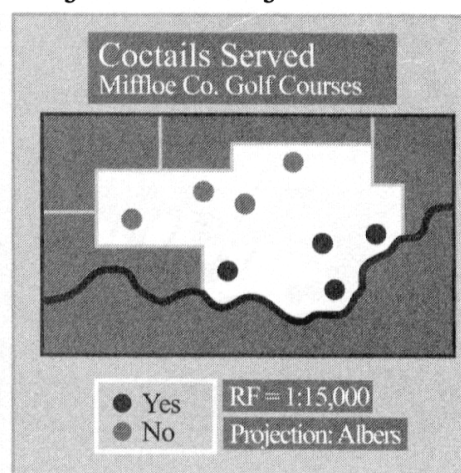 Coctails Served
Miffloe Co. Golf Courses
Yes
No
RF = 1:15,000
Projection: Albers